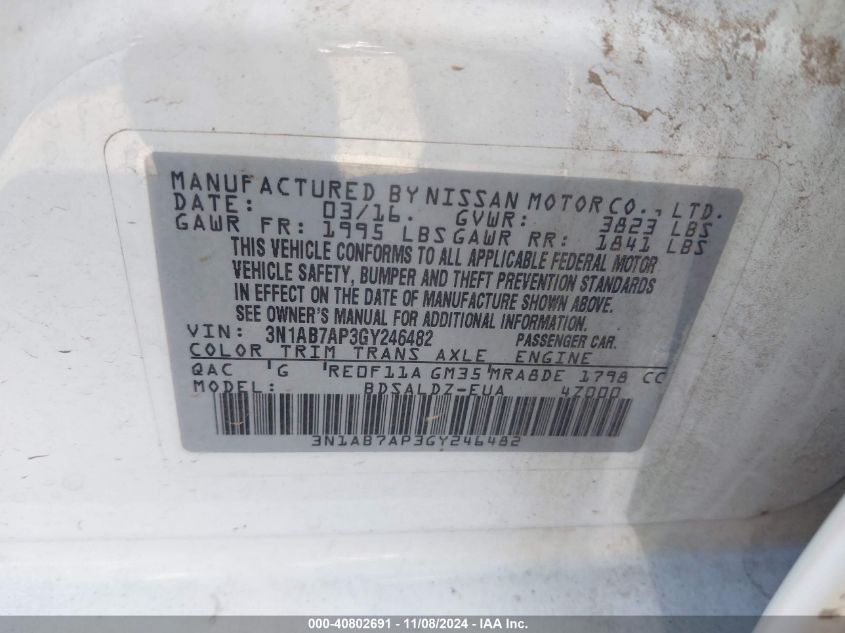 MANUFACTURED BY NISSAN MOTOR CO., LTD.
DATE: 03/16. GVWR: 3823 LBS
GAWR FR: 1995 LBS GAWR RR: 1841 LBS
THIS VEHICLE CONFORMS TO ALL APPLICABLE FEDERAL MOTOR
VEHICLE SAFETY, BUMPER AND THEFT PREVENTION STANDARDS
IN EFFECT ON THE DATE OF MANUFACTURE SHOWN ABOVE.
SEE OWNER'S MANUAL FOR ADDITIONAL INFORMATION.
VIN: 3N1AB7AP3GY246482 PASSENGER CAR.
COLOR TRIM TRANS AXLE ENGINE
QAC 'G 'RE0F11A GM35 'MRA8DE 1798 CC
MODEL: BDSALDZ-EUA 4Z000
3N1AB7AP3GY246482
000-40802691 - 11/08/2024 - IAA Inc.